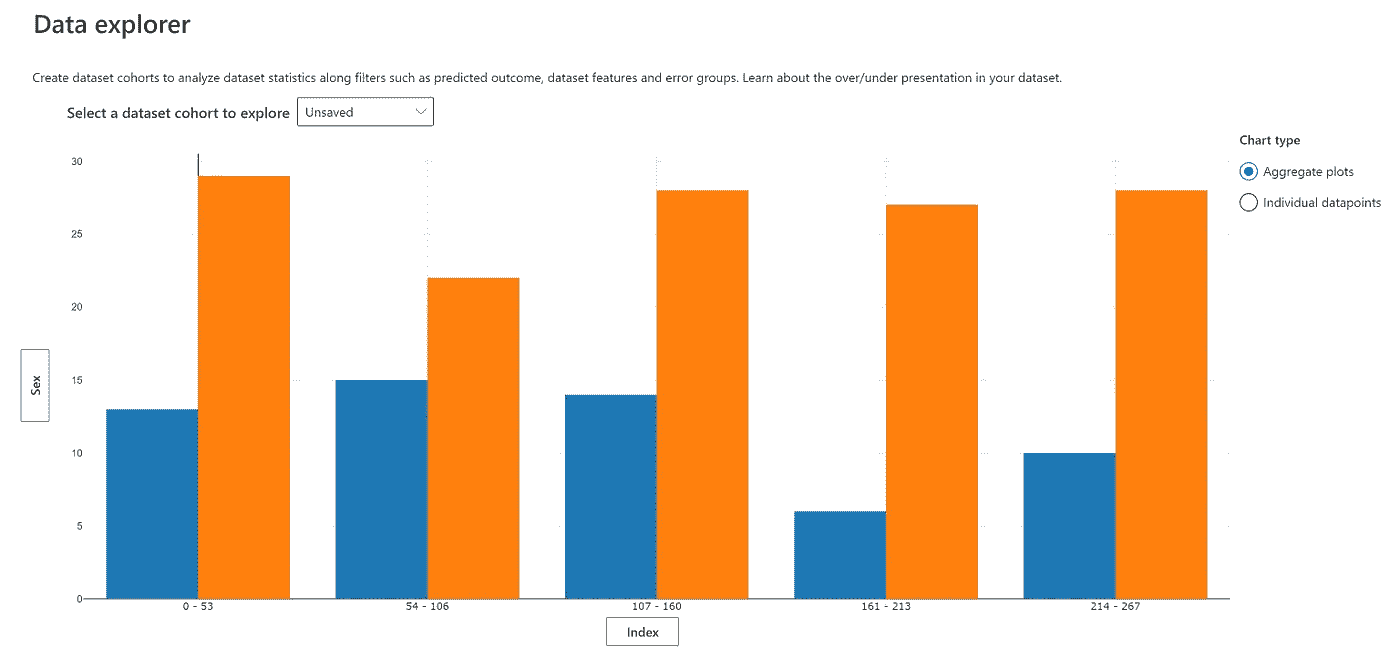 Data explorer
Create dataset cohorts to analyze dataset statistics along filters such as predicted outcome, dataset features and error groups. Learn about the over/under presentation in your dataset.
Select a dataset cohort to explore Unsaved
Chart type
Aggregate plots
Individual datapoints
30
25
20
15
10
5
0
Sex
0 - 53 54 - 106 107 - 160 161 - 213 214 - 267
Index